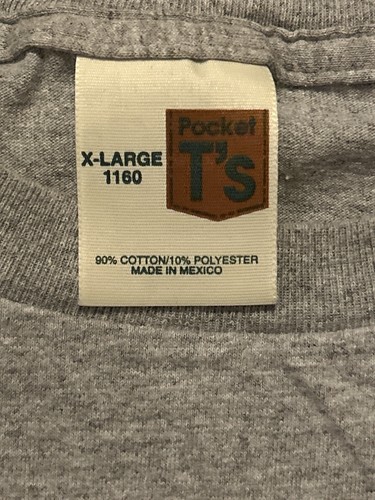 Pocket
T's
X-LARGE
1160
90% COTTON/10% POLYESTER
MADE IN MEXICO